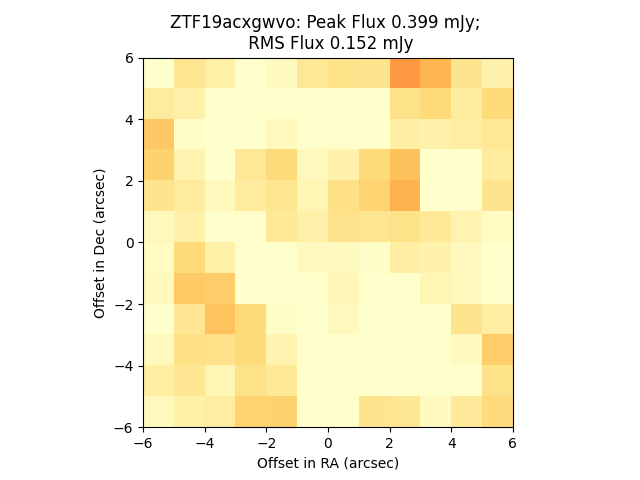 ZTF19acxgwvo: Peak Flux 0.399 mJy;
RMS Flux 0.152 mJy
6
4
2
0
−2
−4
−6
Offset in Dec (arcsec)
−6 −4 −2 0 2 4 6
Offset in RA (arcsec)